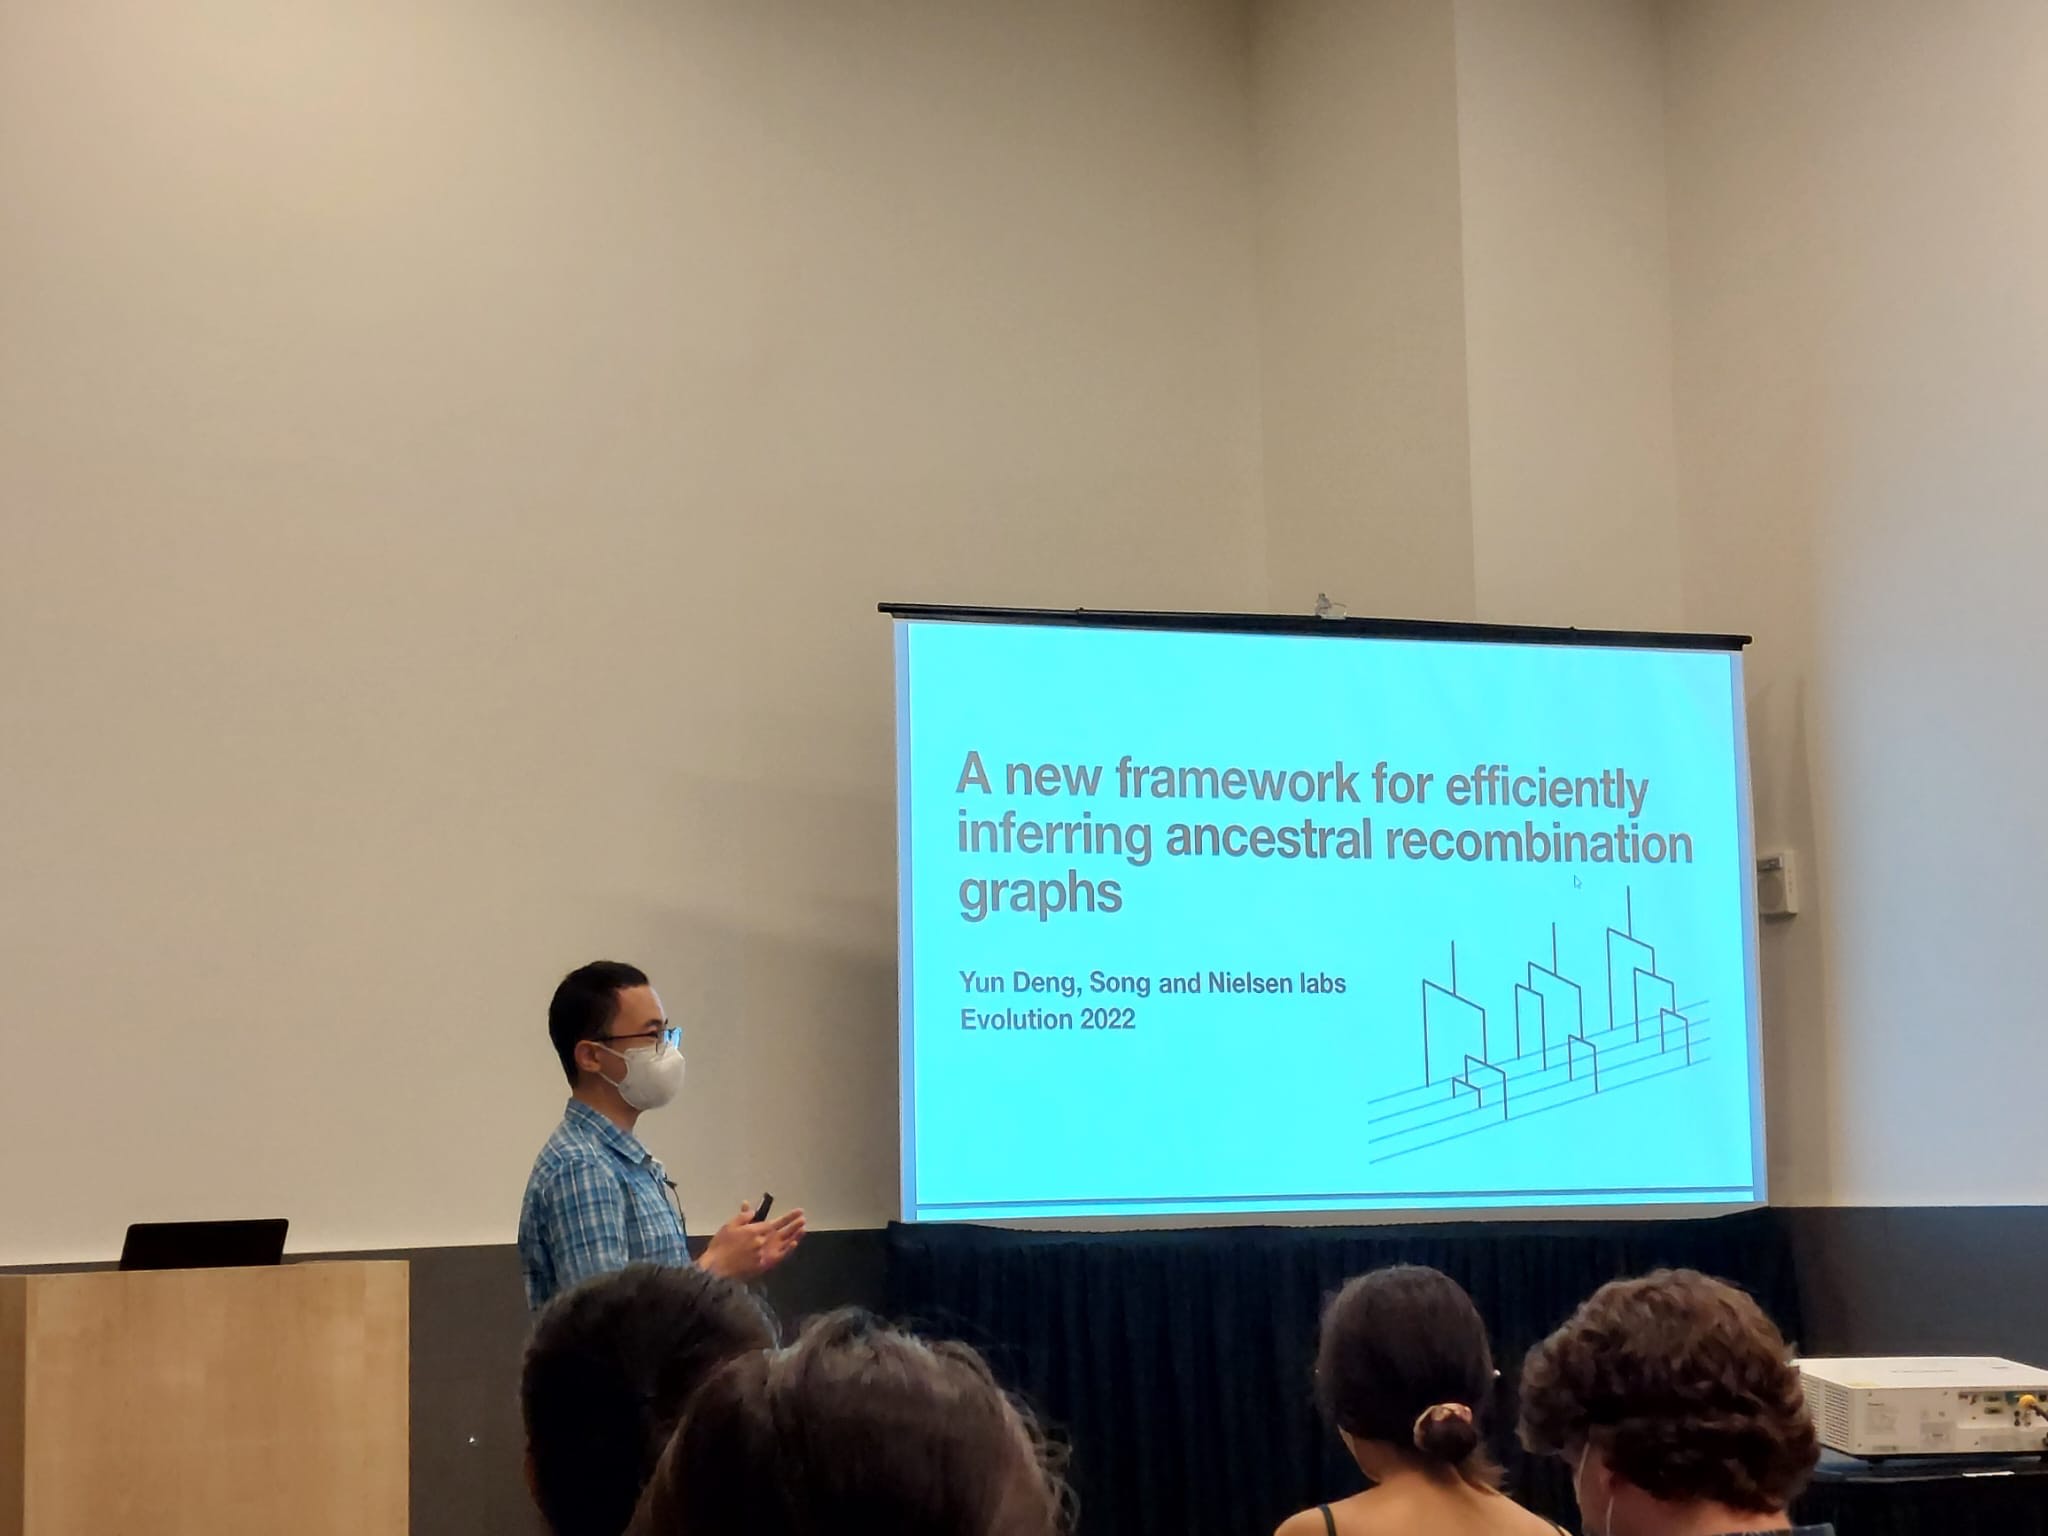 A new framework for efficiently
inferring ancestral recombination
graphs
Yun Deng, Song and Nielsen labs
Evolution 2022